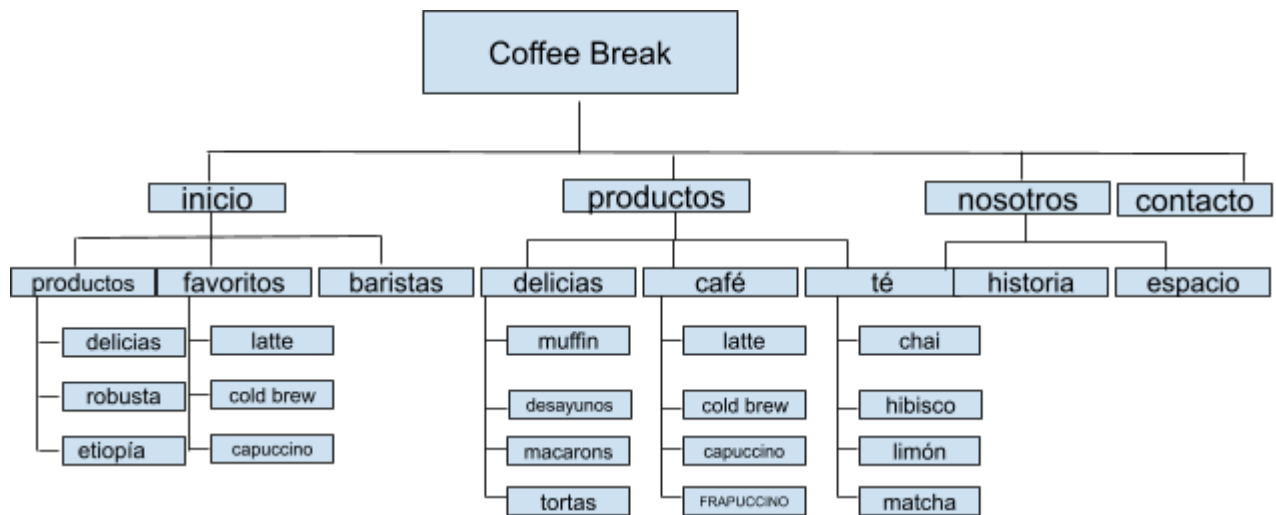 Coffee Break
inicio
productos
nosotros
contacto
productos
favoritos
baristas
delicias
café
té
historia
espacio
delicias
latte
muffin
latte
chai
robusta
cold brew
desayunos
cold brew
hibisco
etiopía
capuccino
macarons
capuccino
limón
tortas
FRAPUCCINO
matcha